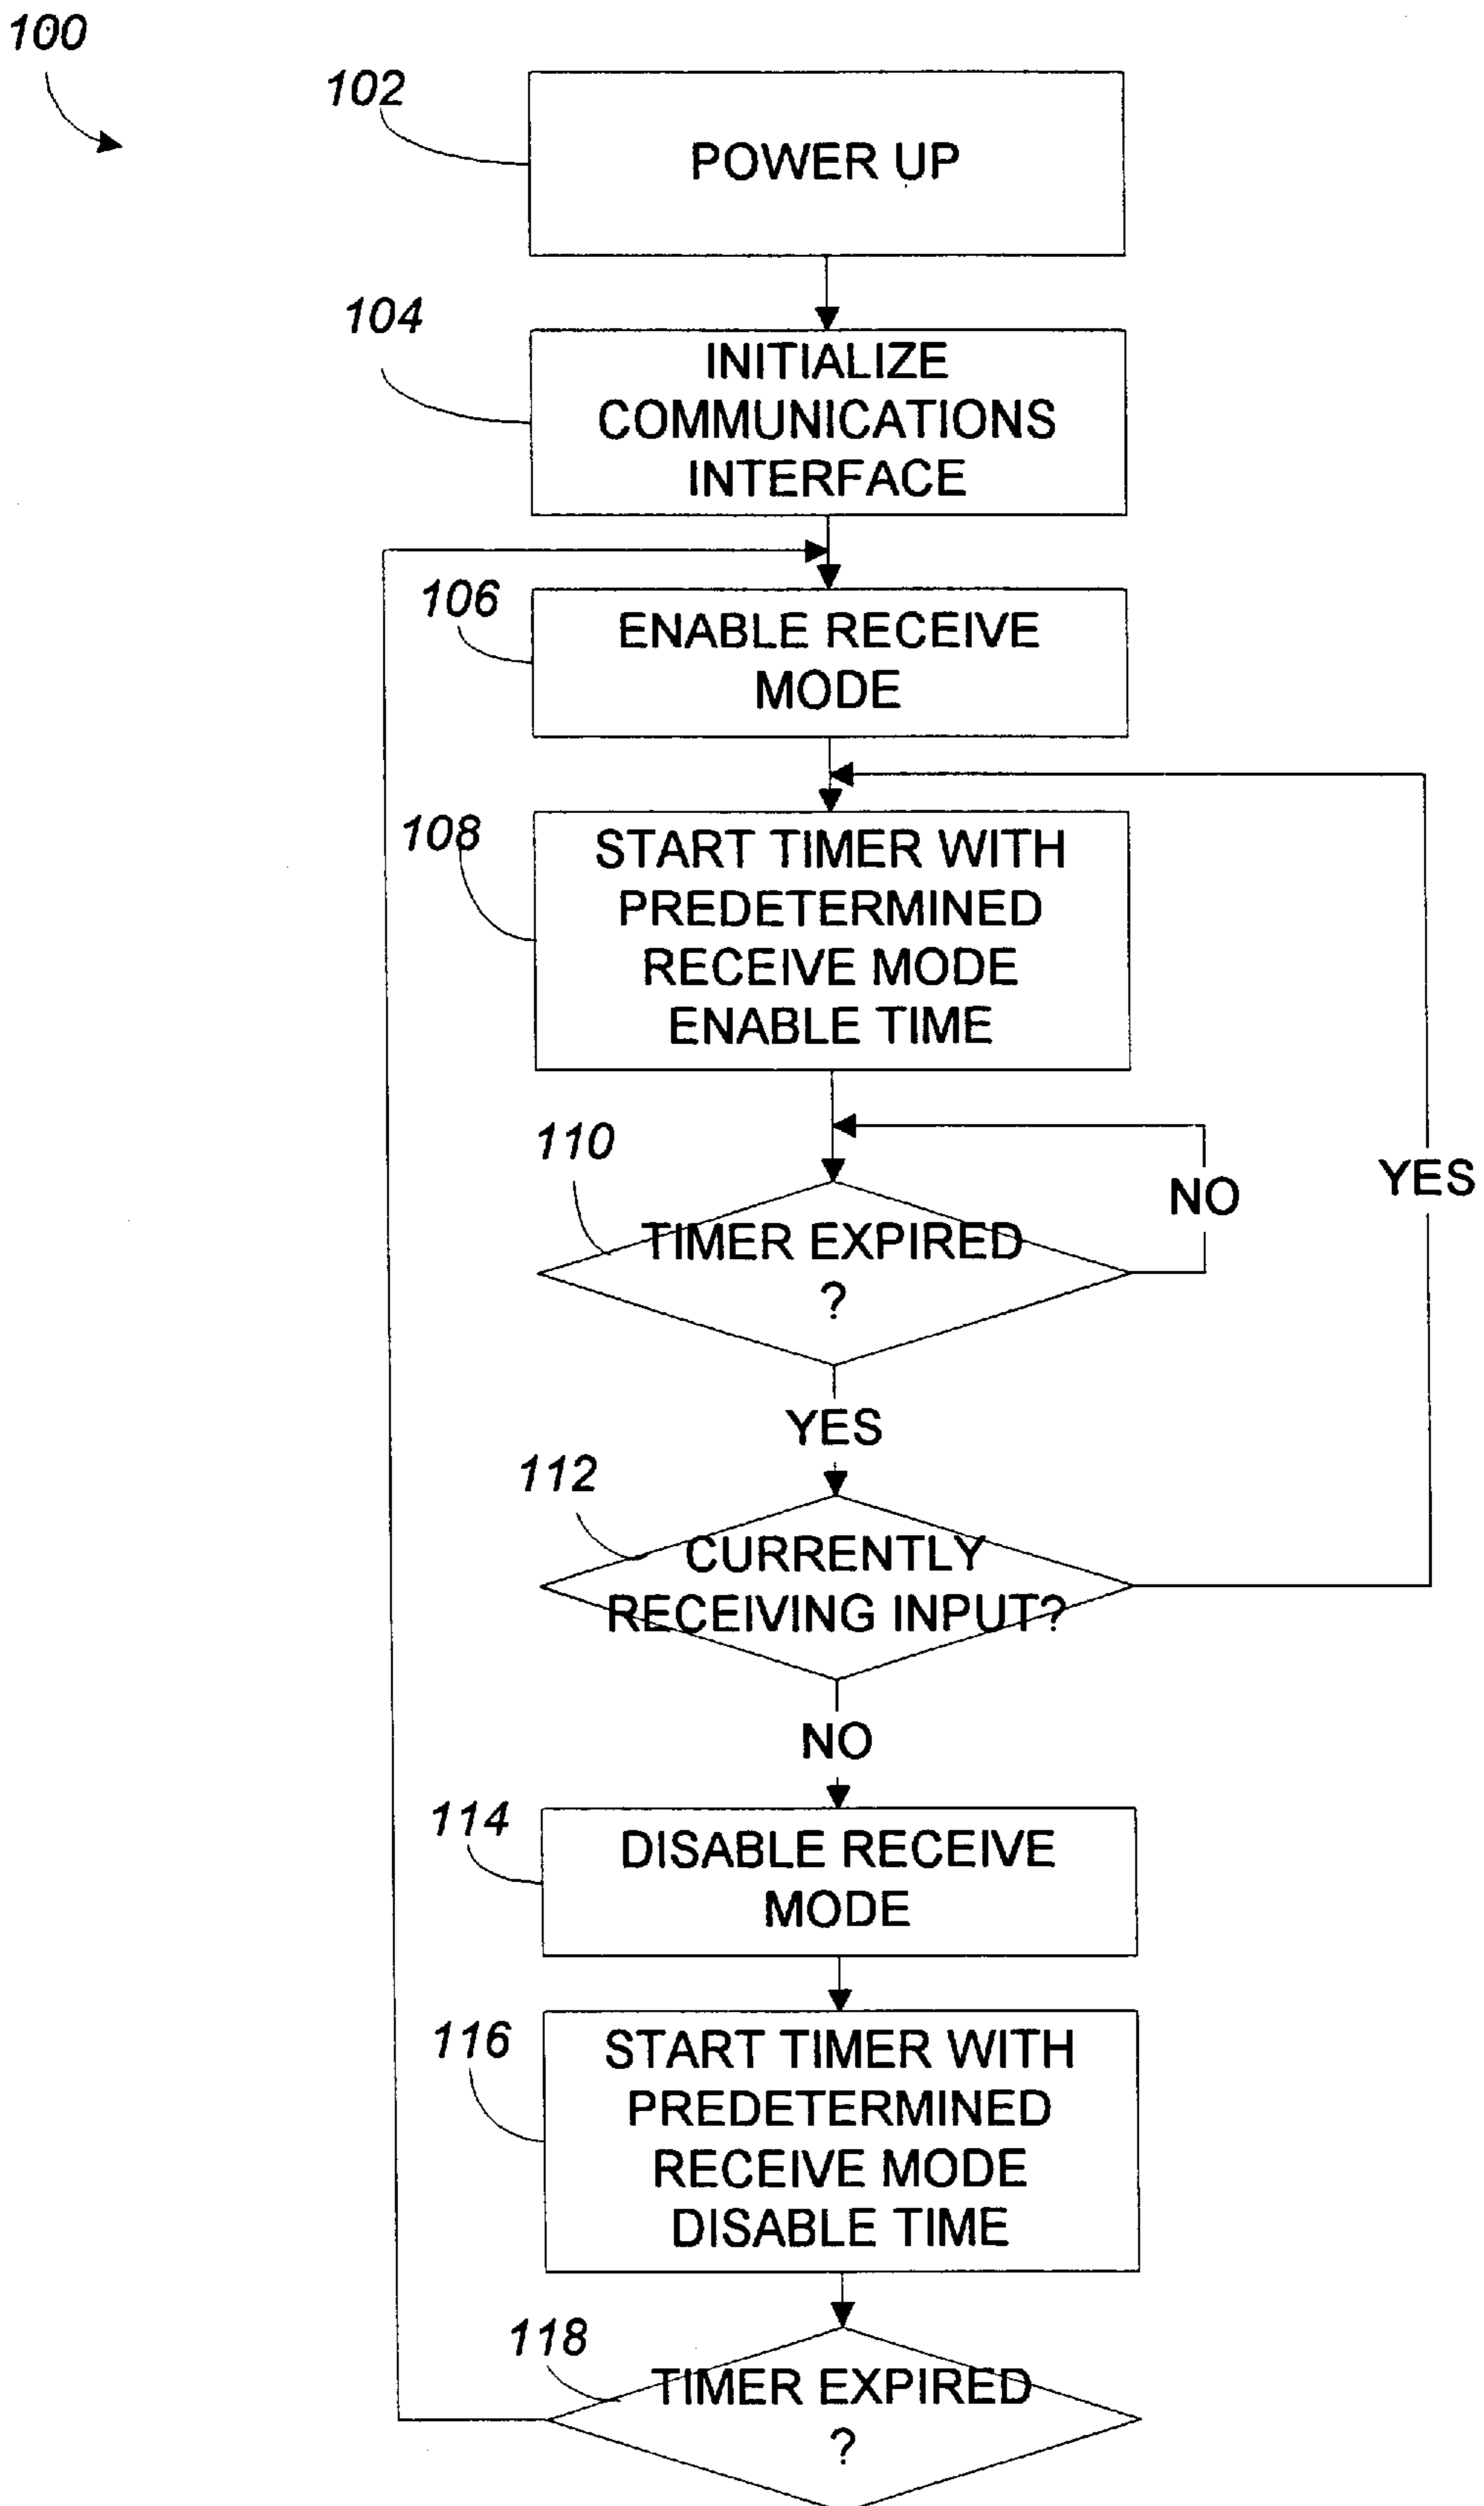 100
102
POWER UP
104
INITIALIZE
COMMUNICATIONS
INTERFACE
106
ENABLE RECEIVE
MODE
108
START TIMER WITH
PREDETERMINED
RECEIVE MODE
ENABLE TIME
110
TIMER EXPIRED
?
NO
YES
YES
112
CURRENTLY
RECEIVING INPUT?
NO
114
DISABLE RECEIVE
MODE
116
START TIMER WITH
PREDETERMINED
RECEIVE MODE
DISABLE TIME
118
TIMER EXPIRED
?